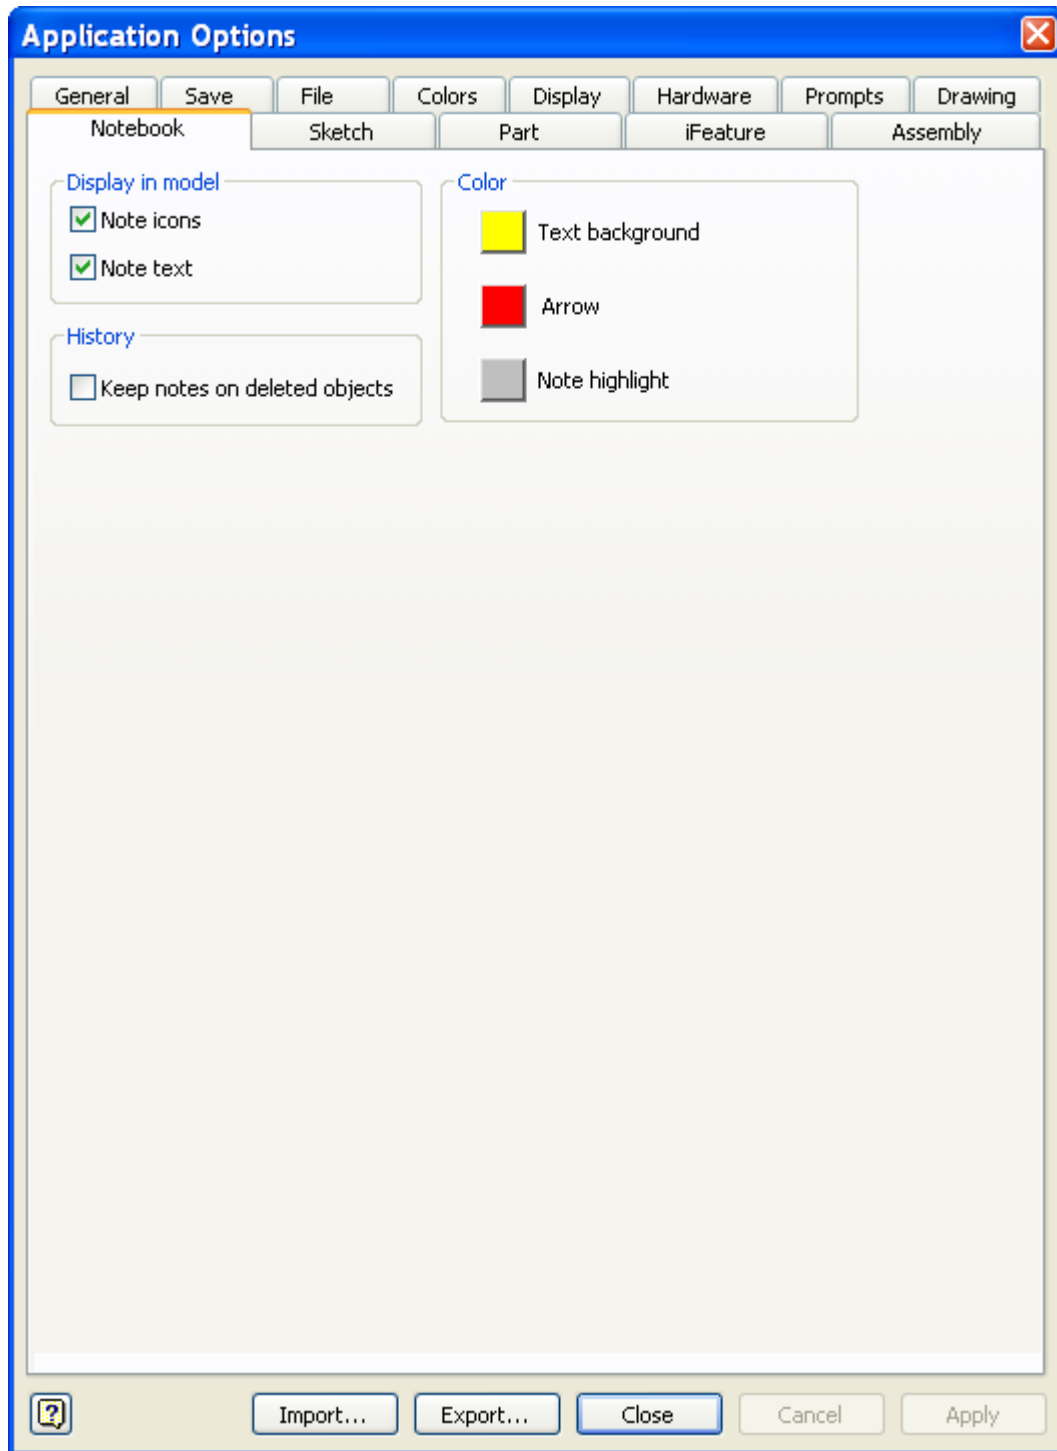 Application Options
General Save File Colors Display Hardware Prompts Drawing
Notebook Sketch Part iFeature Assembly
Display in model
Note icons
Note text
History
Keep notes on deleted objects
Color
Text background
Arrow
Note highlight
? Import... Export... Close Cancel Apply